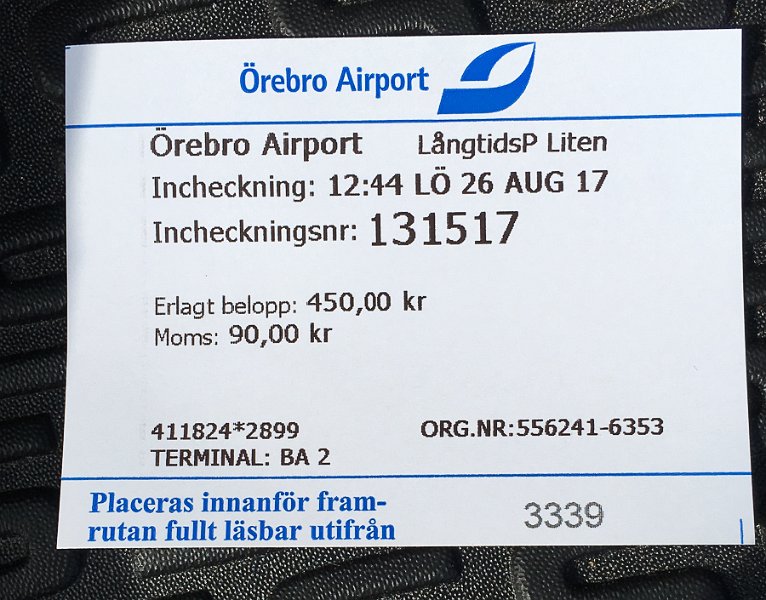 Örebro Airport
Örebro Airport LångtidsP Liten
Incheckning: 12:44 LÖ 26 AUG 17
Incheckningsnr: 131517
Erlagt belopp: 450,00 kr
Moms: 90,00 kr
411824*2899 ORG.NR:556241-6353
TERMINAL: BA 2
Placeras innanför fram-
rutan fullt läsbar utifrån
3339